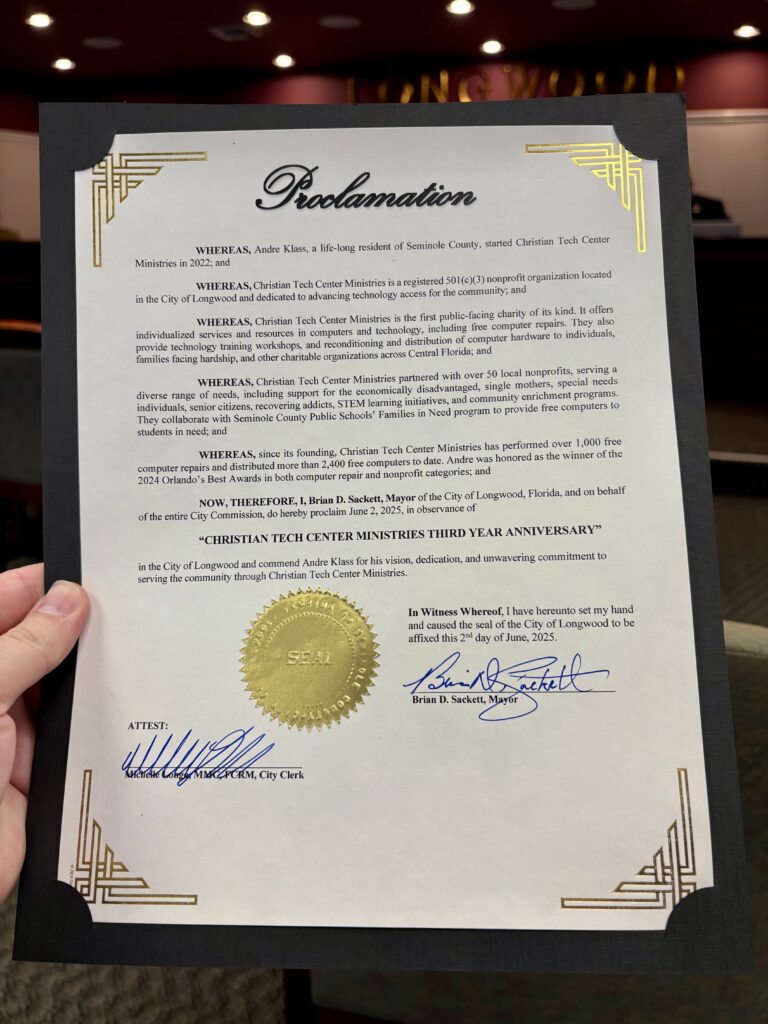 LONGWOOD
Proclamation
WHEREAS, Andre Klass, a life-long resident of Seminole County, started Christian Tech Center
Ministries in 2022; and
WHEREAS, Christian Tech Center Ministries is a registered 501(c)(3) nonprofit organization located
in the City of Longwood and dedicated to advancing technology access for the community; and
WHEREAS, Christian Tech Center Ministries is the first public-facing charity of its kind. It offers
individualized services and resources in computers and technology, including free computer repairs. They also
provide technology training workshops, and reconditioning and distribution of computer hardware to individuals,
families facing hardship, and other charitable organizations across Central Florida; and
WHEREAS, Christian Tech Center Ministries partnered with over 50 local nonprofits, serving a
diverse range of needs, including support for the economically disadvantaged, single mothers, special needs
individuals, senior citizens, recovering addicts, STEM learning initiatives, and community enrichment programs.
They collaborate with Seminole County Public Schools' Families in Need program to provide free computers to
students in need; and
WHEREAS, since its founding, Christian Tech Center Ministries has performed over 1,000 free
computer repairs and distributed more than 2,400 free computers to date. Andre was honored as the winner of the
2024 Orlando's Best Awards in both computer repair and nonprofit categories; and
NOW, THEREFORE, I, Brian D. Sackett, Mayor of the City of Longwood, Florida, and on behalf
of the entire City Commission, do hereby proclaim June 2, 2025, in observance of
"CHRISTIAN TECH CENTER MINISTRIES THIRD YEAR ANNIVERSARY"
in the City of Longwood and commend Andre Klass for his vision, dedication, and unwavering commitment to
serving the community through Christian Tech Center Ministries.
In Witness Whereof, I have hereunto set my hand
and caused the seal of the City of Longwood to be
affixed this 2nd day of June, 2025.
SEAL
Brian D. Sackett
Brian D. Sackett, Mayor
ATTEST:
Michelle Longo, MMC, FCRM, City Clerk